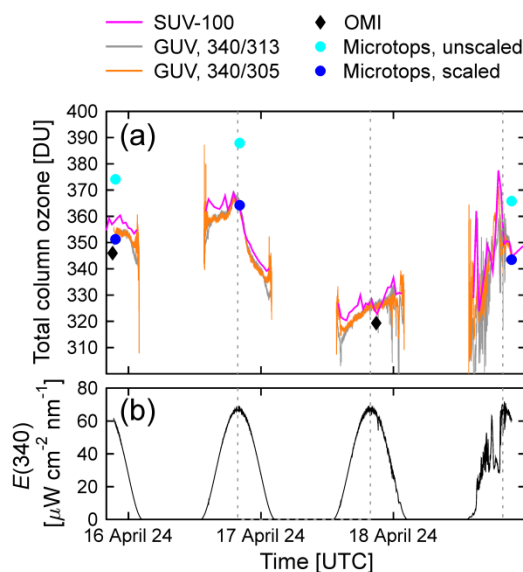 SUV-100
GUV, 340/313
GUV, 340/305
OMI
Microtops, unscaled
Microtops, scaled
(a)
Total column ozone [DU]
400
390
380
370
360
350
340
330
320
310
(b)
E(340)
[µW cm⁻² nm⁻¹]
80
60
40
20
0
16 April 24
17 April 24
18 April 24
Time [UTC]